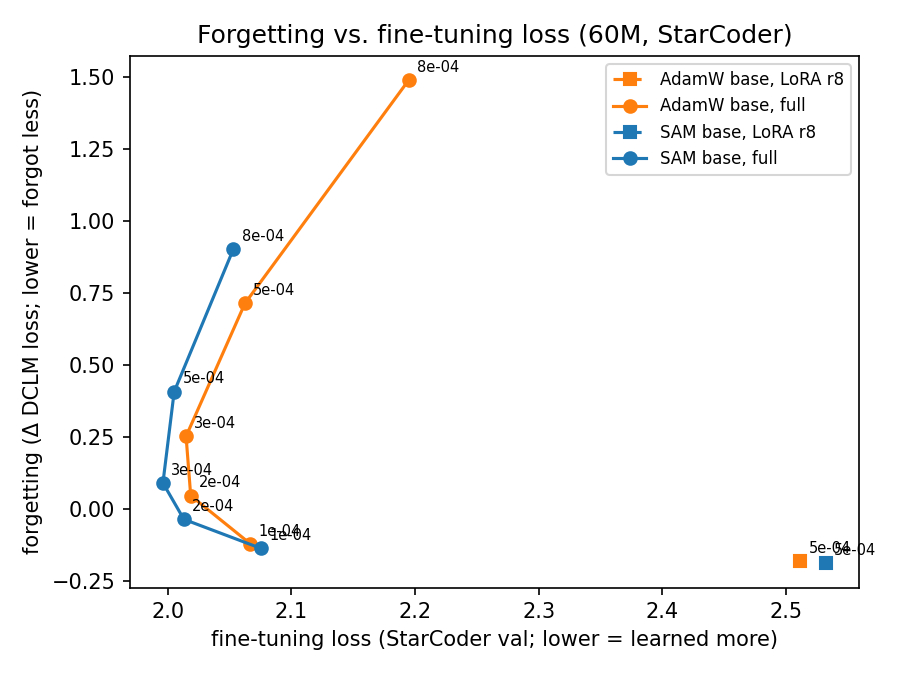 Forgetting vs. fine-tuning loss (60M, StarCoder)
forgetting (Δ DCLM loss; lower = forgot less)
1.50
1.25
1.00
0.75
0.50
0.25
0.00
−0.25
8e-04
AdamW base, LoRA r8
AdamW base, full
SAM base, LoRA r8
SAM base, full
8e-04
5e-04
5e-04
3e-04
3e-04
2e-04
2e-04
1e-04
1e-04
5e-04
5e-04
2.0
2.1
2.2
2.3
2.4
2.5
fine-tuning loss (StarCoder val; lower = learned more)